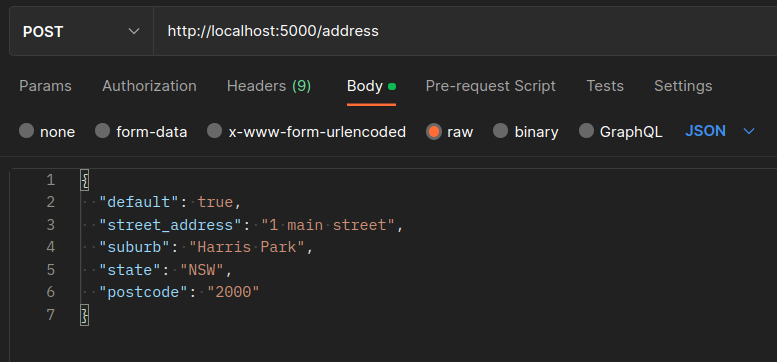 POST http://localhost:5000/address
Params Authorization Headers (9) Body Pre-request Script Tests Settings
none form-data x-www-form-urlencoded raw binary GraphQL JSON
1 {
2 "default": true,
3 "street_address": "1 main street",
4 "suburb": "Harris Park",
5 "state": "NSW",
6 "postcode": "2000"
7 }